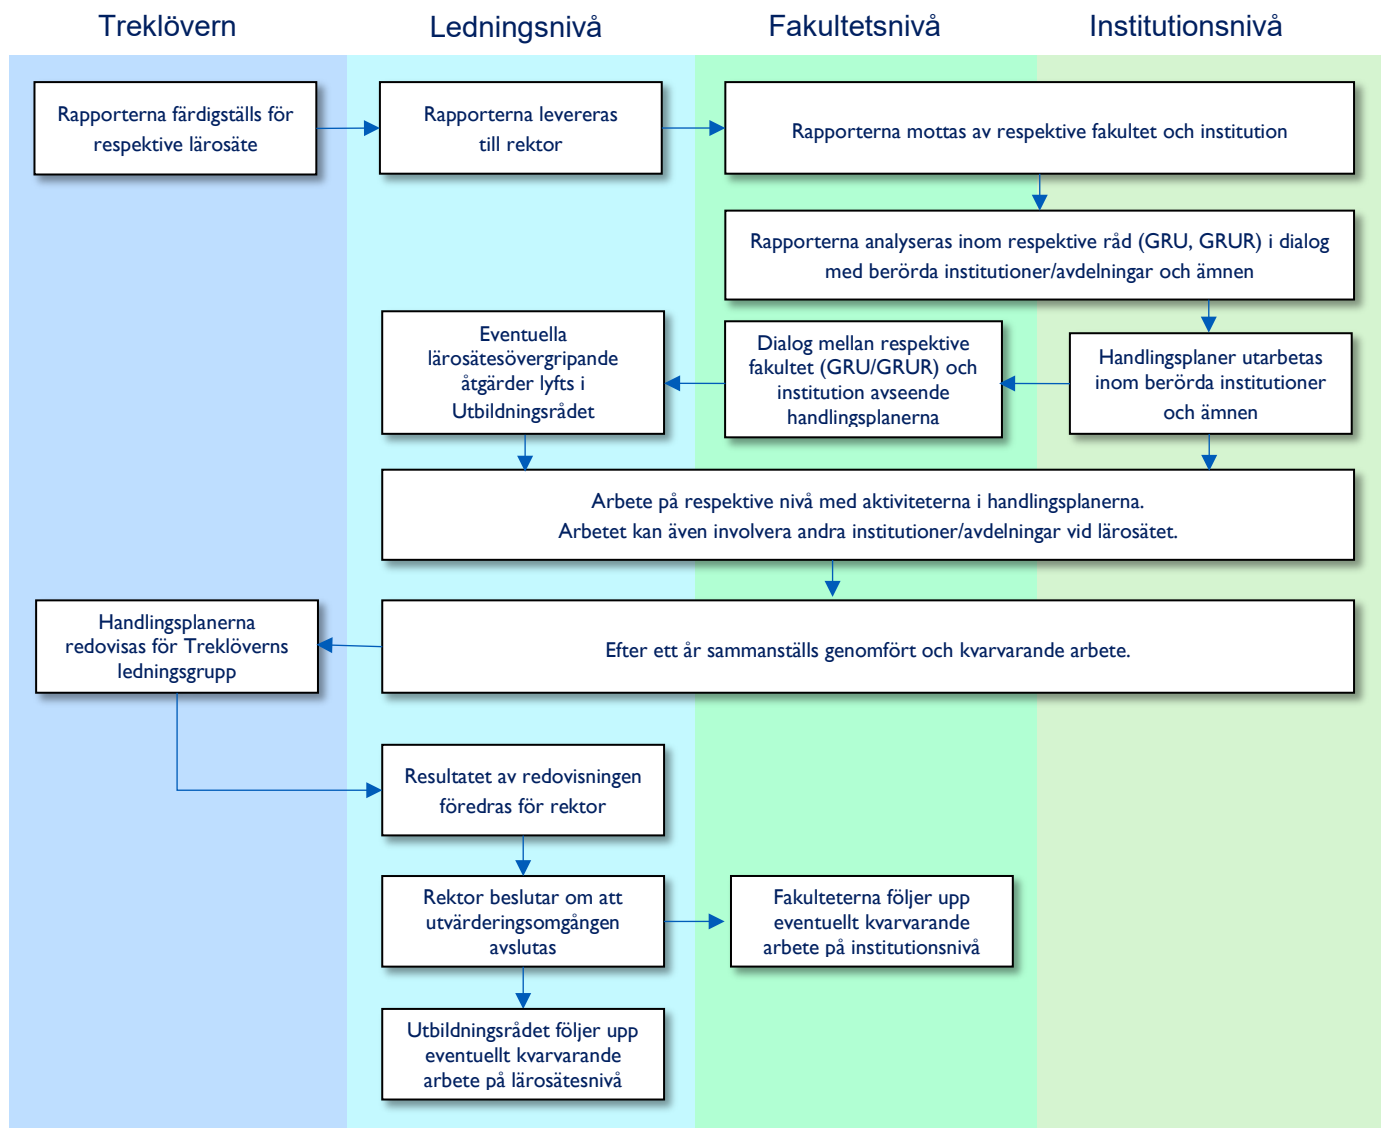 Treklövern
Ledningsnivå
Fakultetsnivå
Institutionsnivå
Rapporterna färdigställs för
respektive lärosäte
Rapporterna levereras
till rektor
Rapporterna mottas av respektive fakultet och institution
Rapporterna analyseras inom respektive råd (GRU, GRUR) i dialog
med berörda institutioner/avdelningar och ämnen
Eventuella
lärosätesövergripande
åtgärder lyfts i
Utbildningsrådet
Dialog mellan respektive
fakultet (GRU/GRUR) och
institution avseende
handlingsplanerna
Handlingsplaner utarbetas
inom berörda institutioner
och ämnen
Arbete på respektive nivå med aktiviteterna i handlingsplanerna.
Arbetet kan även involvera andra institutioner/avdelningar vid lärosätet.
Handlingsplanerna
redovisas för Treklöverns
ledningsgrupp
Efter ett år sammanställs genomfört och kvarvarande arbete.
Resultatet av redovisningen
föredras för rektor
Rektor beslutar om att
utvärderingsomgången
avslutas
Fakulteterna följer upp
eventuellt kvarvarande
arbete på institutionsnivå
Utbildningsrådet följer upp
eventuellt kvarvarande
arbete på lärosätesnivå